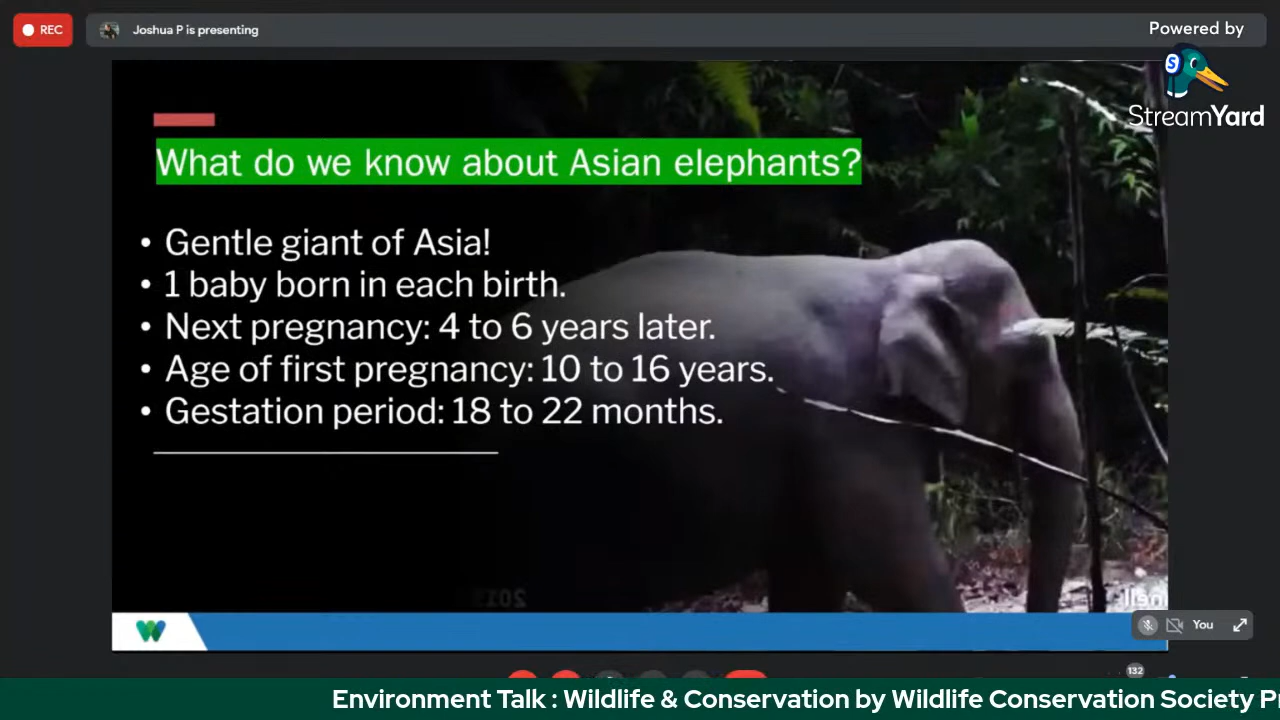 REC
Joshua P is presenting
Powered by
StreamYard
What do we know about Asian elephants?
• Gentle giant of Asia!
• 1 baby born in each birth.
• Next pregnancy: 4 to 6 years later.
• Age of first pregnancy: 10 to 16 years.
• Gestation period: 18 to 22 months.
You
132
Environment Talk : Wildlife & Conservation by Wildlife Conservation Society